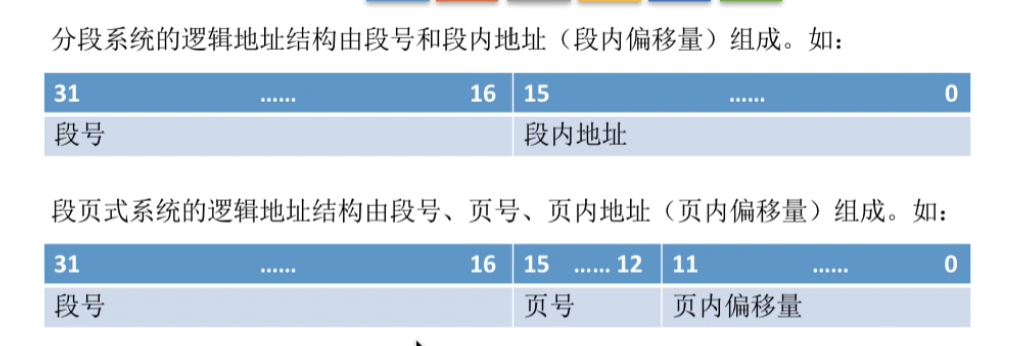 分段系统的逻辑地址结构由段号和段内地址（段内偏移量）组成。如：
31 ...... 16 15 ...... 0
段号 段内地址
段页式系统的逻辑地址结构由段号、页号、页内地址（页内偏移量）组成。如：
31 ...... 16 15 ...... 12 11 ...... 0
段号 页号 页内偏移量